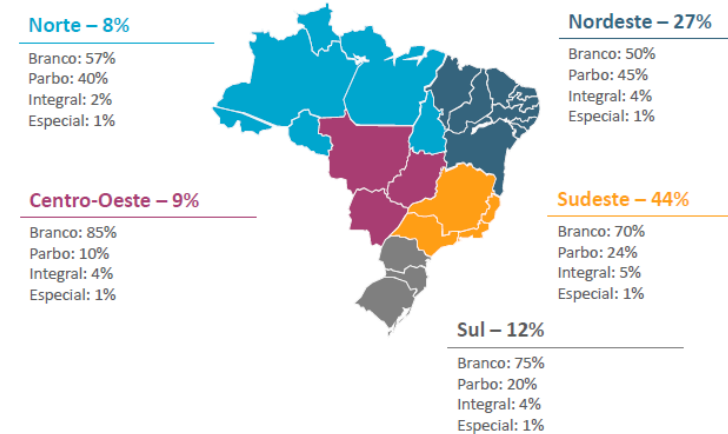 Norte – 8%
Branco: 57%
Parbo: 40%
Integral: 2%
Especial: 1%
Nordeste – 27%
Branco: 50%
Parbo: 45%
Integral: 4%
Especial: 1%
Centro-Oeste – 9%
Branco: 85%
Parbo: 10%
Integral: 4%
Especial: 1%
Sudeste – 44%
Branco: 70%
Parbo: 24%
Integral: 5%
Especial: 1%
Sul – 12%
Branco: 75%
Parbo: 20%
Integral: 4%
Especial: 1%